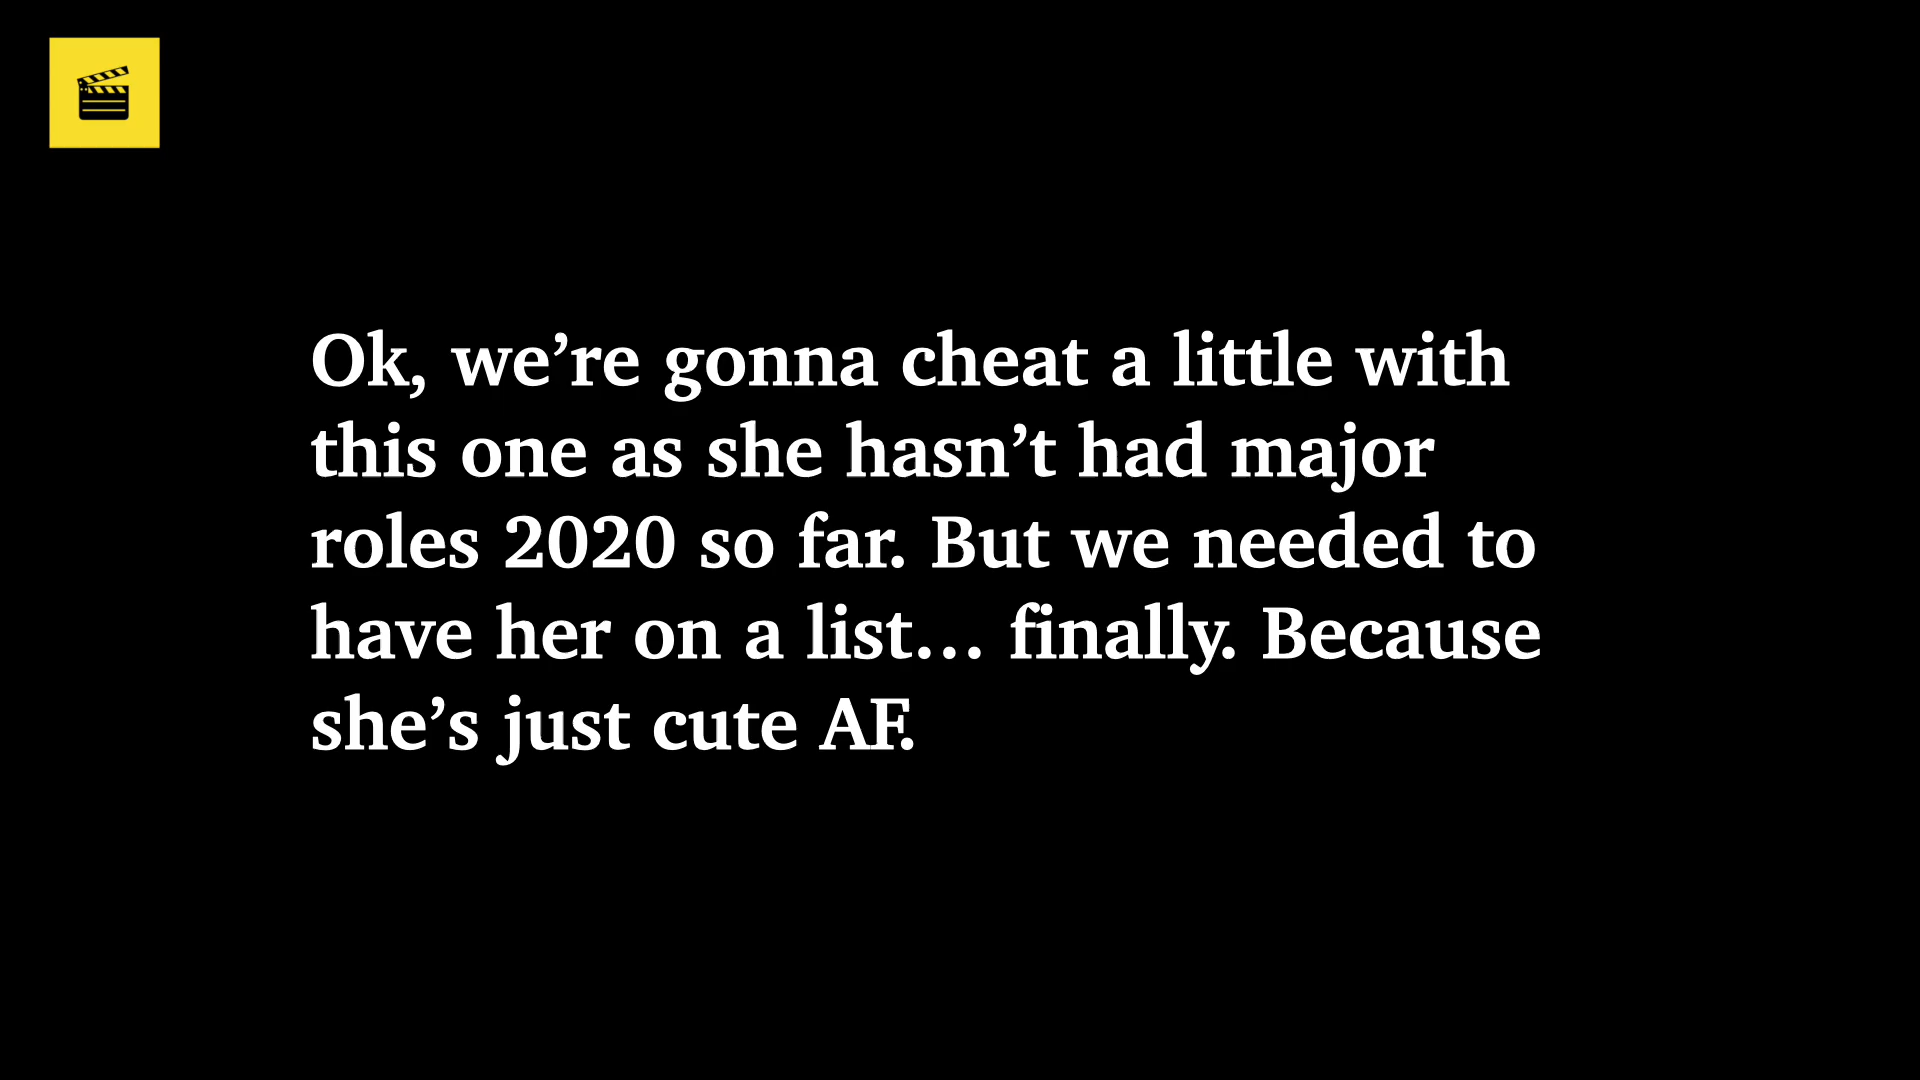 Ok, we’re gonna cheat a little with
this one as she hasn’t had major
roles 2020 so far. But we needed to
have her on a list… finally. Because
she’s just cute AF.